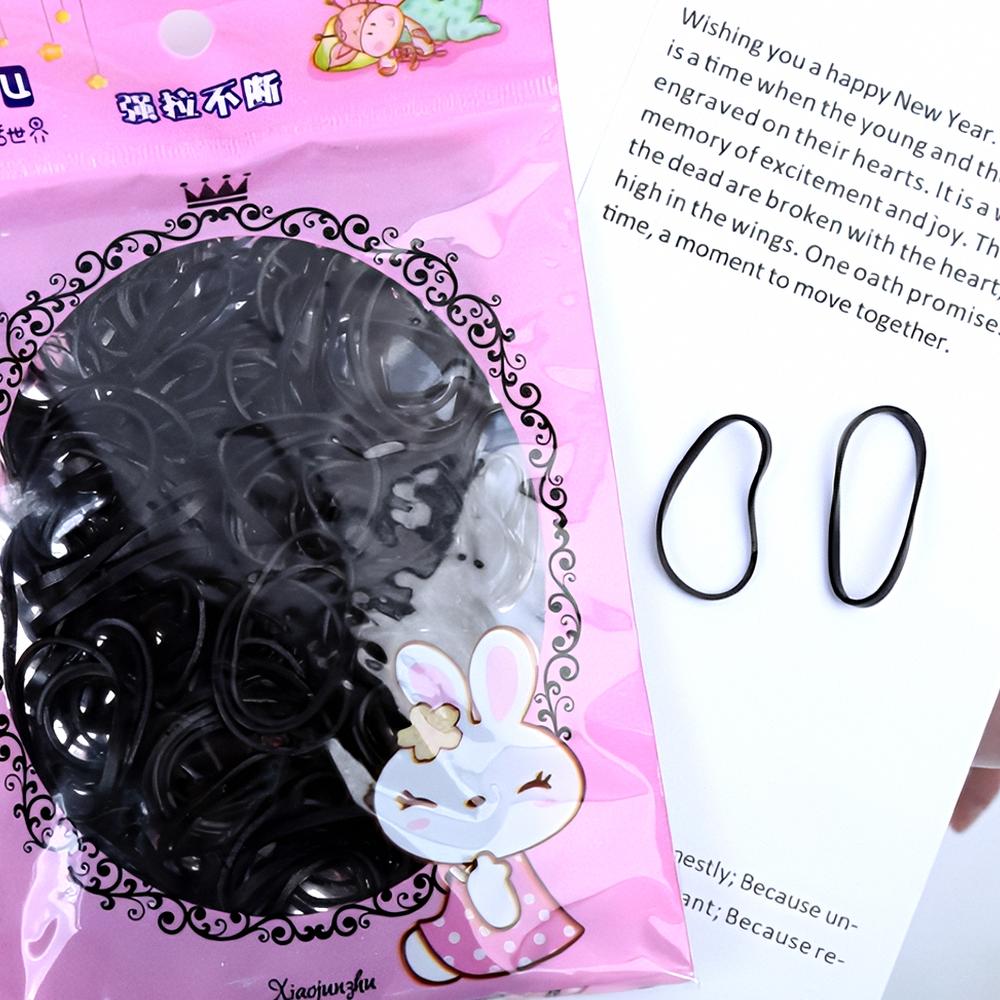 强拉不断
Xiaojunzhu
Wishing you a happy New Year.
is a time when the young and the
engraved on their hearts. It is a
memory of excitement and joy. Th
the dead are broken with the heart,
high in the wings. One oath promise
time, a moment to move together.
nestly; Because un-
ant; Because re-